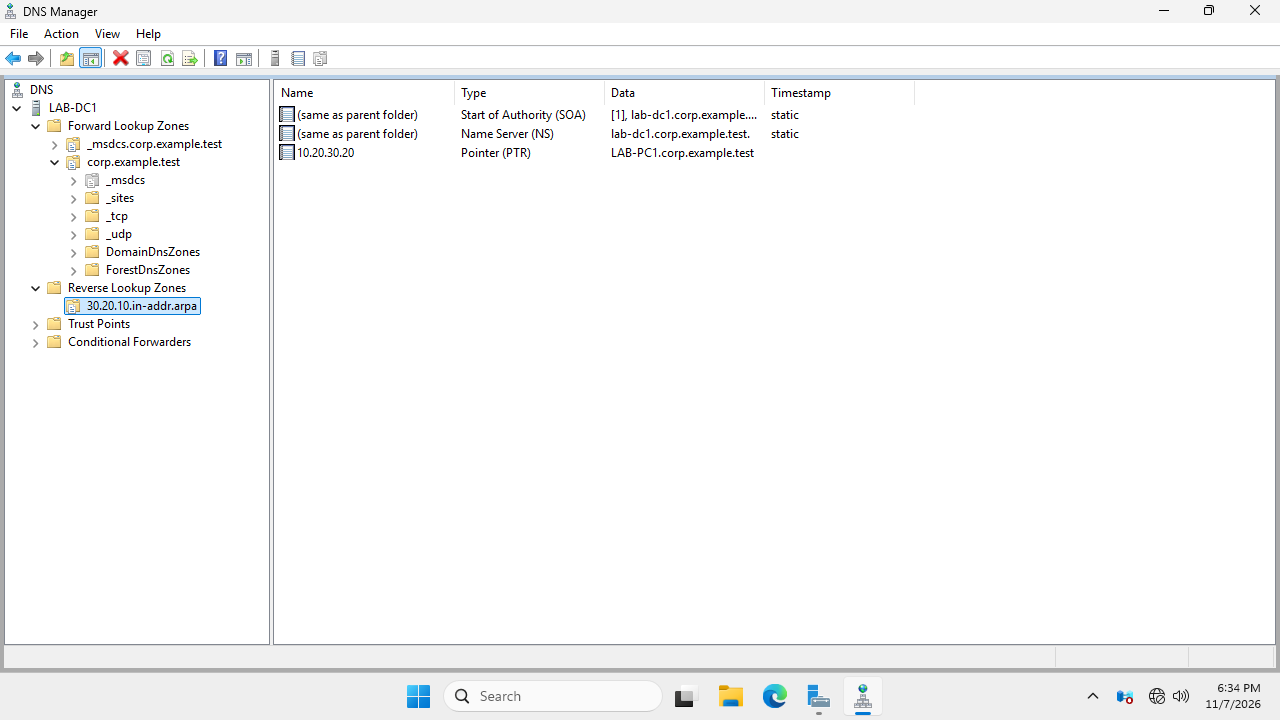 DNS Manager
File Action View Help
DNS
LAB-DC1
Forward Lookup Zones
_msdcs.corp.example.test
corp.example.test
_msdcs
_sites
_tcp
_udp
DomainDnsZones
ForestDnsZones
Reverse Lookup Zones
30.20.10.in-addr.arpa
Trust Points
Conditional Forwarders
Name Type Data Timestamp
(same as parent folder) Start of Authority (SOA) [1], lab-dc1.corp.example.... static
(same as parent folder) Name Server (NS) lab-dc1.corp.example.test. static
10.20.30.20 Pointer (PTR) LAB-PC1.corp.example.test
Search
6:34 PM
11/7/2026